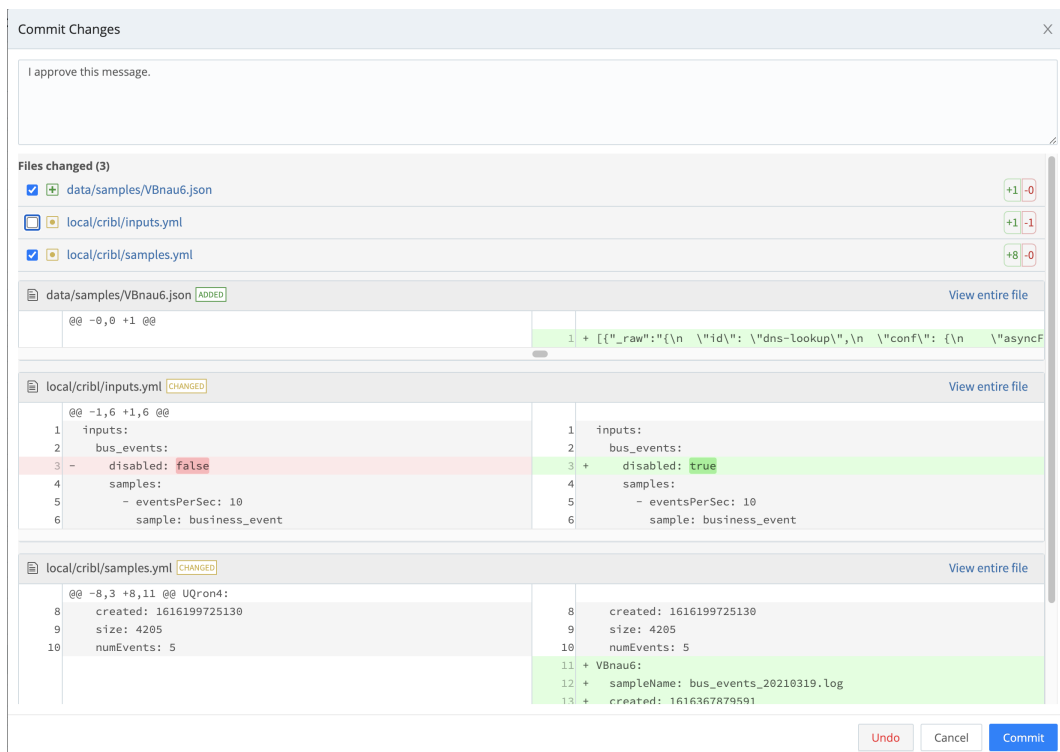 Commit Changes
I approve this message.
Files changed (3)
data/samples/VBnau6.json +1 -0
local/cribl/inputs.yml +1 -1
local/cribl/samples.yml +8 -0
data/samples/VBnau6.json ADDED View entire file
@@ -0,0 +1 @@
1 + [{"_raw":"{\n  \"id\": \"dns-lookup\",\n  \"conf\": {\n    \"asyncF
local/cribl/inputs.yml CHANGED View entire file
@@ -1,6 +1,6 @@
1 inputs: 1 inputs:
2 bus_events: 2 bus_events:
3 - disabled: false 3 + disabled: true
4 samples: 4 samples:
5 - eventsPerSec: 10 5 - eventsPerSec: 10
6 sample: business_event 6 sample: business_event
local/cribl/samples.yml CHANGED View entire file
@@ -8,3 +8,11 @@ UQron4:
8 created: 1616199725130 8 created: 1616199725130
9 size: 4205 9 size: 4205
10 numEvents: 5 10 numEvents: 5
11 + VBnau6:
12 + sampleName: bus_events_20210319.log
13 + created: 1616367879591
Undo Cancel Commit